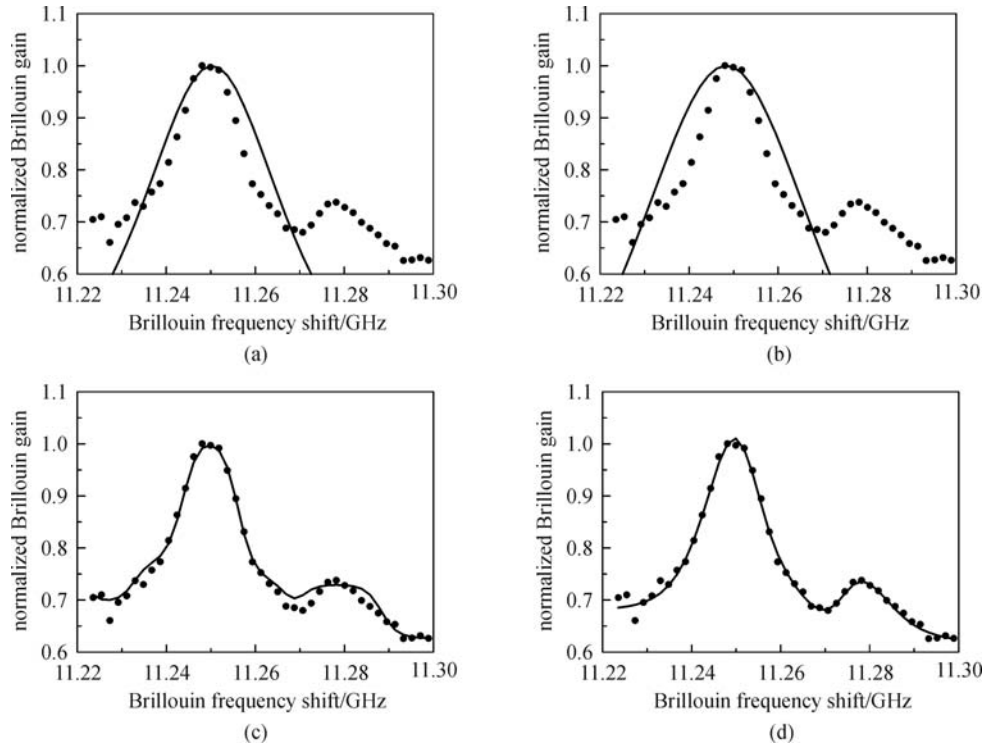 1.1
1.0
0.9
0.8
0.7
0.6
normalized Brillouin gain
11.22 11.24 11.26 11.28 11.30
Brillouin frequency shift/GHz
(a)
1.1
1.0
0.9
0.8
0.7
0.6
normalized Brillouin gain
11.22 11.24 11.26 11.28 11.30
Brillouin frequency shift/GHz
(b)
1.1
1.0
0.9
0.8
0.7
0.6
normalized Brillouin gain
11.22 11.24 11.26 11.28 11.30
Brillouin frequency shift/GHz
(c)
1.1
1.0
0.9
0.8
0.7
0.6
normalized Brillouin gain
11.22 11.24 11.26 11.28 11.30
Brillouin frequency shift/GHz
(d)